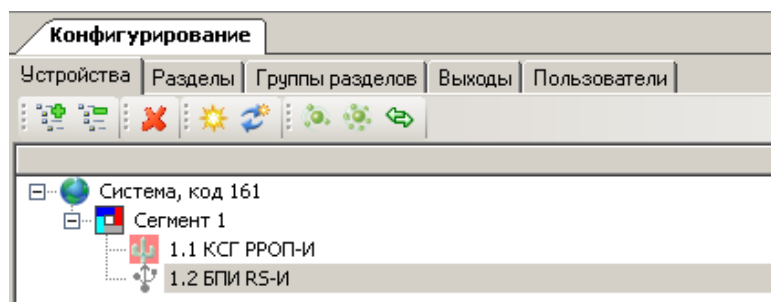 Конфигурирование
Устройства Разделы Группы разделов Выходы Пользователи
Система, код 161
Сегмент 1
1.1 КСГ РРОП-И
1.2 БПИ RS-И